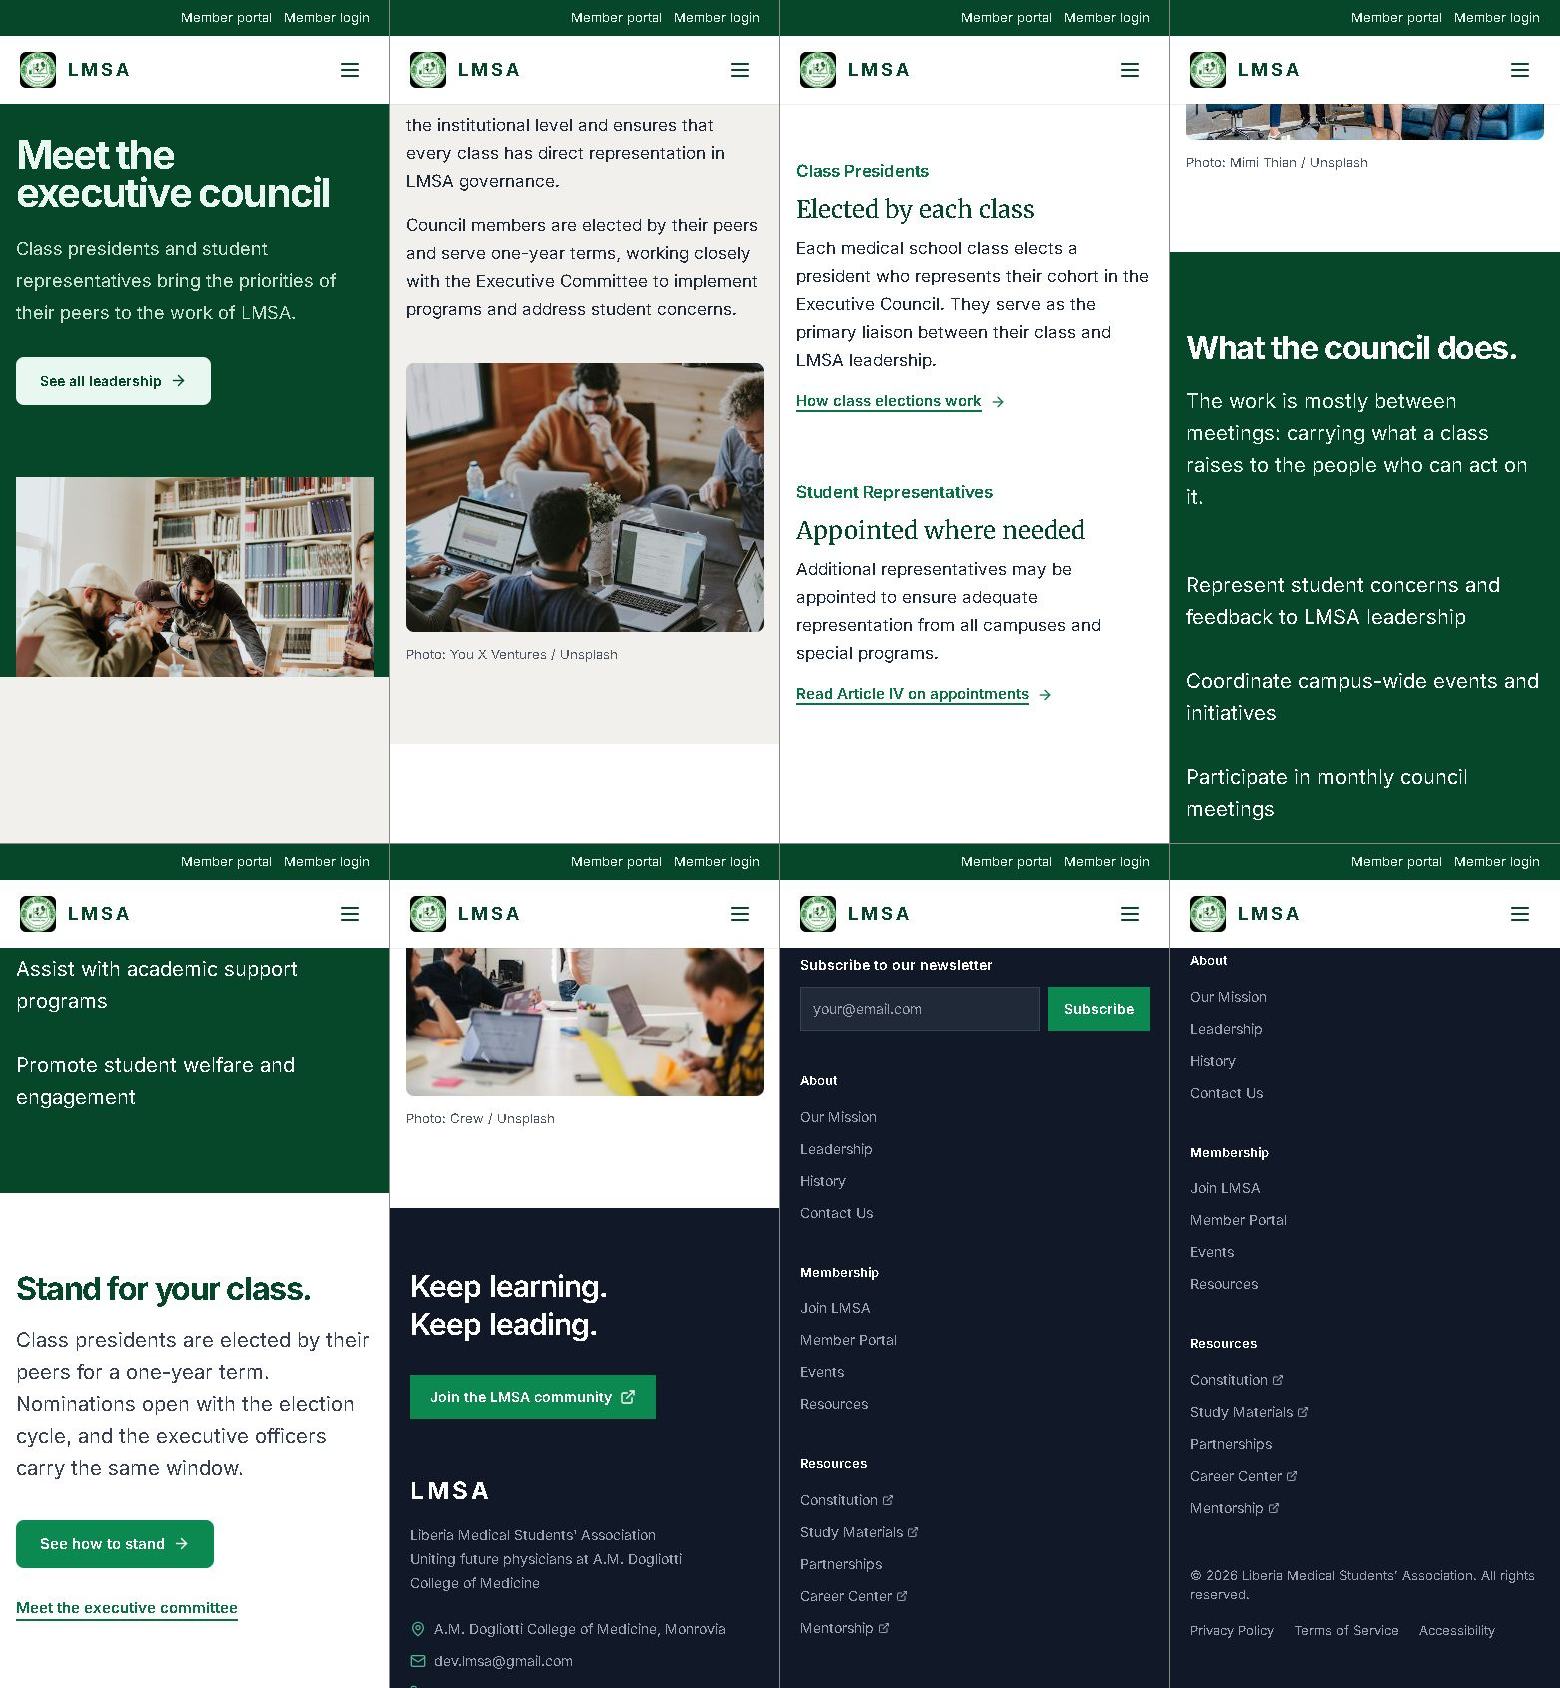 Member portal Member login
LMSA
Meet the
executive council
Class presidents and student
representatives bring the priorities of
their peers to the work of LMSA.
See all leadership
Member portal Member login
LMSA
the institutional level and ensures that
every class has direct representation in
LMSA governance.
Council members are elected by their peers
and serve one-year terms, working closely
with the Executive Committee to implement
programs and address student concerns.
Photo: You X Ventures / Unsplash
Member portal Member login
LMSA
Class Presidents
Elected by each class
Each medical school class elects a
president who represents their cohort in the
Executive Council. They serve as the
primary liaison between their class and
LMSA leadership.
How class elections work
Student Representatives
Appointed where needed
Additional representatives may be
appointed to ensure adequate
representation from all campuses and
special programs.
Read Article IV on appointments
Member portal Member login
LMSA
Photo: Mimi Thian / Unsplash
What the council does.
The work is mostly between
meetings: carrying what a class
raises to the people who can act on
it.
Represent student concerns and
feedback to LMSA leadership
Coordinate campus-wide events and
initiatives
Participate in monthly council
meetings
Member portal Member login
LMSA
Assist with academic support
programs
Promote student welfare and
engagement
Stand for your class.
Class presidents are elected by their
peers for a one-year term.
Nominations open with the election
cycle, and the executive officers
carry the same window.
See how to stand
Meet the executive committee
Member portal Member login
LMSA
Photo: Crew / Unsplash
Keep learning.
Keep leading.
Join the LMSA community
LMSA
Liberia Medical Students' Association
Uniting future physicians at A.M. Dogliotti
College of Medicine
A.M. Dogliotti College of Medicine, Monrovia
dev.lmsa@gmail.com
Member portal Member login
LMSA
Subscribe to our newsletter
your@email.com Subscribe
About
Our Mission
Leadership
History
Contact Us
Membership
Join LMSA
Member Portal
Events
Resources
Resources
Constitution
Study Materials
Partnerships
Career Center
Mentorship
Member portal Member login
LMSA
About
Our Mission
Leadership
History
Contact Us
Membership
Join LMSA
Member Portal
Events
Resources
Resources
Constitution
Study Materials
Partnerships
Career Center
Mentorship
© 2026 Liberia Medical Students' Association. All rights
reserved.
Privacy Policy Terms of Service Accessibility